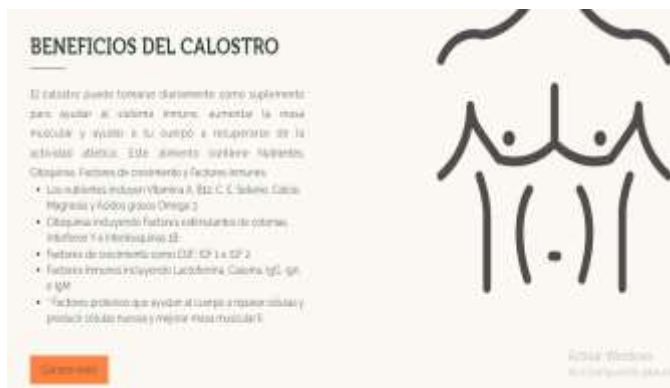 BENEFICIOS DEL CALOSTRO
El calostro puede tomarse diariamente como suplemento
para ayudar al sistema inmune, aumentar la masa
muscular y ayudar a tu cuerpo a recuperarse de la
actividad atlética. Este alimento contiene Nutrientes,
Citoquinas, Factores de crecimiento y Factores inmunes.
Los nutrientes incluyen Vitamina A, B12, C, E, Selenio, Calcio,
Magnesio y Ácidos grasos Omega 3
Citoquinas incluyendo Factores estimulantes de colonias,
Interferon Y e Interleuquinas 1B
Factores de crecimiento como IGF 1 e IGF 2
Factores inmunes incluyendo Lactoferrina, Caseina, IgG, IgA
e IgM
Factores proteicos que ayudan al cuerpo a reparar células y
producir células nuevas y mejorar masa muscular
Activar Windows